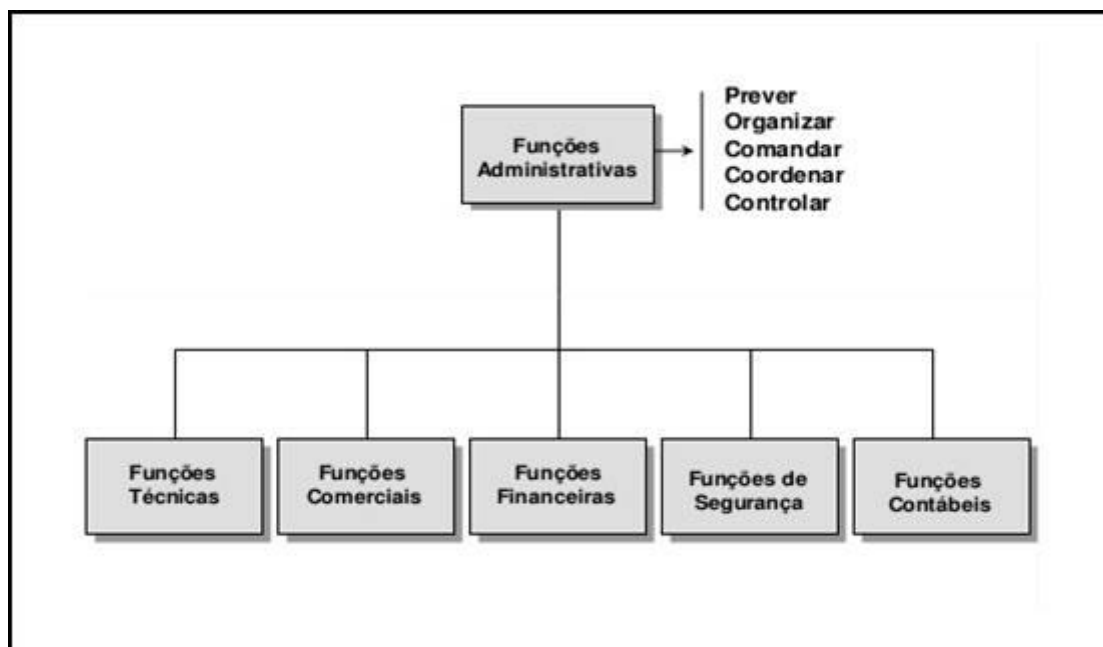 Funções
Administrativas
Prever
Organizar
Comandar
Coordenar
Controlar
Funções
Técnicas
Funções
Comerciais
Funções
Financeiras
Funções de
Segurança
Funções
Contábeis